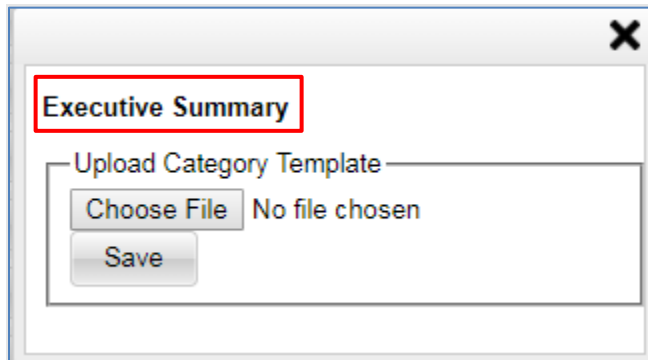 Executive Summary
Upload Category Template
Choose File No file chosen
Save